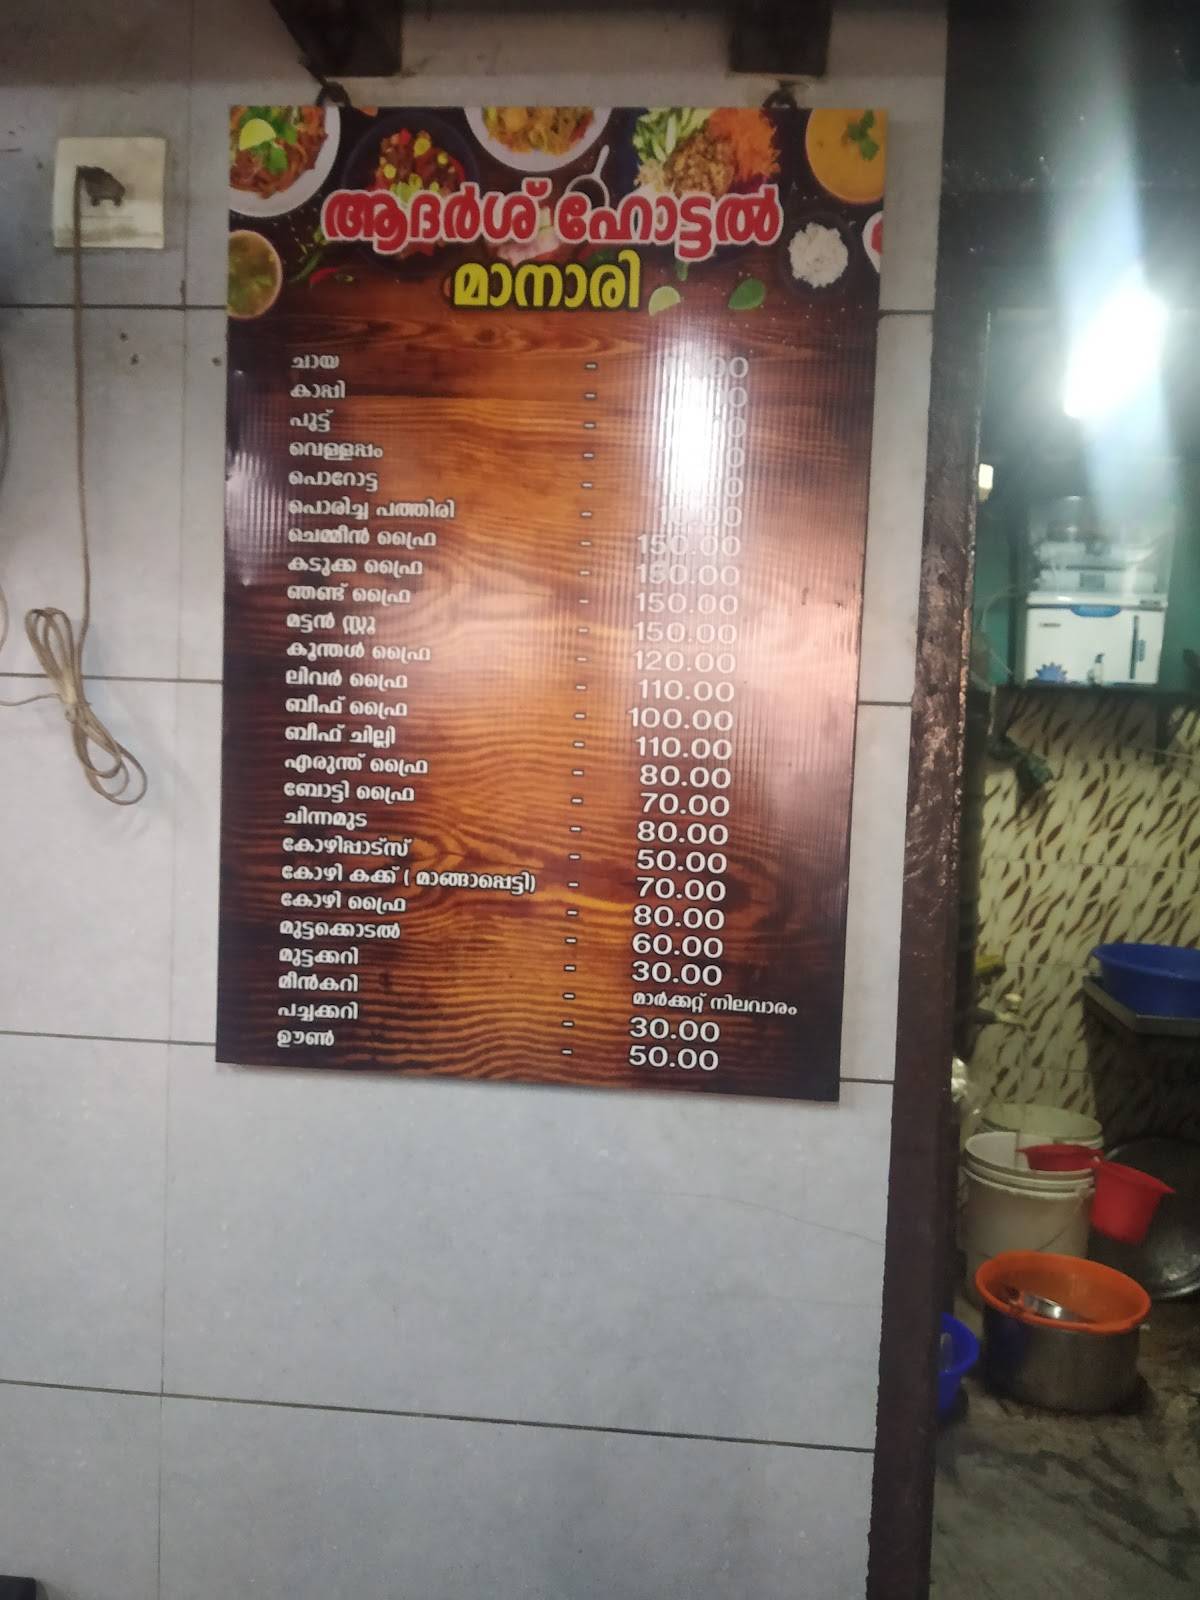 ആദർശ് ഹോട്ടൽ
മാനാരി
ചായ -
കാപ്പി -
പൂട്ട് -
വെള്ളപ്പം -
പൊറോട്ട -
പൊരിച്ച പത്തിരി - 10.00
ചെമ്മീൻ ഫ്രൈ - 150.00
കടുക്ക ഫ്രൈ - 150.00
ഞണ്ട് ഫ്രൈ - 150.00
മട്ടൻ സ്റ്റൂ - 150.00
കൂന്തൾ ഫ്രൈ - 120.00
ലിവർ ഫ്രൈ - 110.00
ബീഫ് ഫ്രൈ - 100.00
ബീഫ് ചില്ലി - 110.00
എരുന്ത് ഫ്രൈ - 80.00
ബോട്ടി ഫ്രൈ - 70.00
ചിന്നമുട - 80.00
കോഴിപ്പാട്സ് - 50.00
കോഴി കക്ക് ( മാങ്ങാപ്പെട്ടി) - 70.00
കോഴി ഫ്രൈ - 80.00
മുട്ടക്കൊടൽ - 60.00
മുട്ടക്കറി - 30.00
മീൻകറി - മാർക്കറ്റ് നിലവാരം
പച്ചക്കറി - 30.00
ഊൺ - 50.00